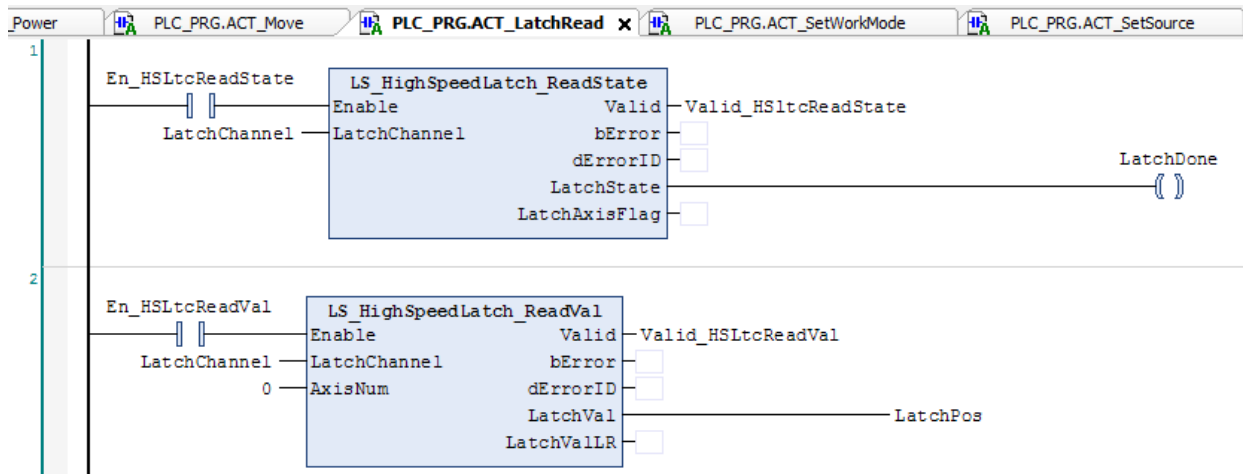 _Power PLC_PRG.ACT_Move PLC_PRG.ACT_LatchRead x PLC_PRG.ACT_SetWorkMode PLC_PRG.ACT_SetSource
1
En_HSLtcReadState
LS_HighSpeedLatch_ReadState
Enable Valid Valid_HSltcReadState
LatchChannel LatchChannel bError
dErrorID LatchDone
LatchState
LatchAxisFlag
2
En_HSLtcReadVal
LS_HighSpeedLatch_ReadVal
Enable Valid Valid_HSLtcReadVal
LatchChannel LatchChannel bError
0 AxisNum dErrorID
LatchVal LatchPos
LatchValLR